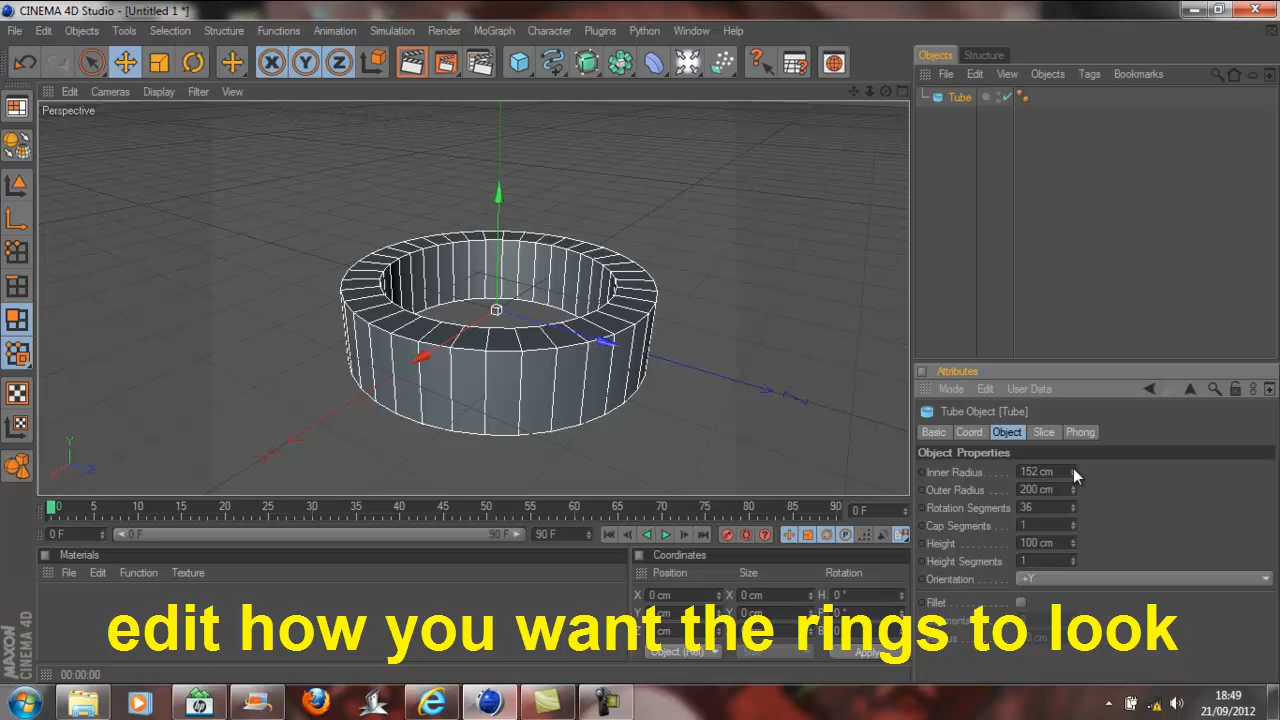 CINEMA 4D Studio - [Untitled 1 *]
File Edit Objects Tools Selection Structure Functions Animation Simulation Render MoGraph Character Plugins Python Window Help
Edit Cameras Display Filter View
Perspective
Y
0 5 10 15 20 25 30 35 40 45 50 55 60 65 70 75 80 85 90 0 F
0 F 0 F 90 F 90 F
Materials
File Edit Function Texture
Coordinates
Position Size Rotation
X 0 cm X 0 cm H 0 °
Object (Rel) Apply
00:00:00
MAXON CINEMA 4D
Objects Structure
File Edit View Objects Tags Bookmarks
Tube
Attributes
Mode Edit User Data
Tube Object [Tube]
Basic Coord. Object Slice Phong
Object Properties
Inner Radius 152 cm
Outer Radius 200 cm
Rotation Segments 36
Cap Segments 1
Height 100 cm
Height Segments 1
Orientation +Y
Fillet
edit how you want the rings to look
18:49
21/09/2012